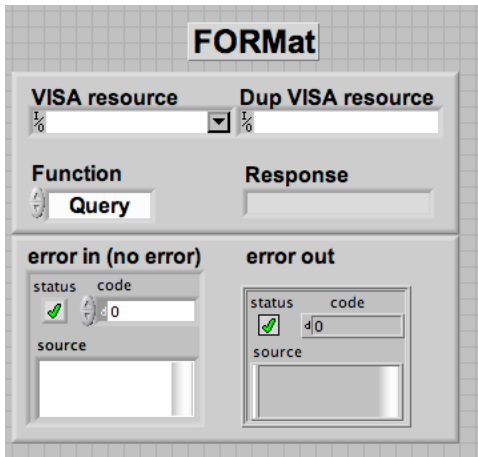 FORMat
VISA resource Dup VISA resource
I/O I/O
Function Response
Query
error in (no error) error out
status code
d 0
source
status code
d 0
source